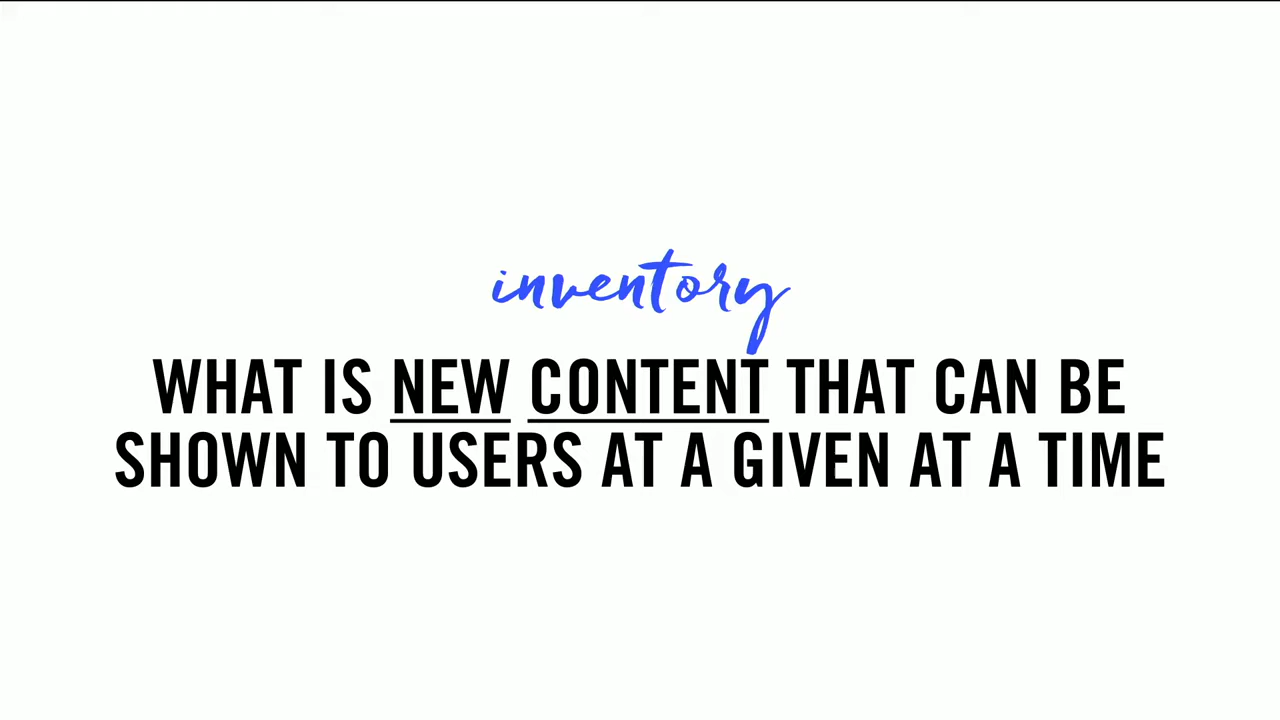 inventory
WHAT IS NEW CONTENT THAT CAN BE
SHOWN TO USERS AT A GIVEN AT A TIME